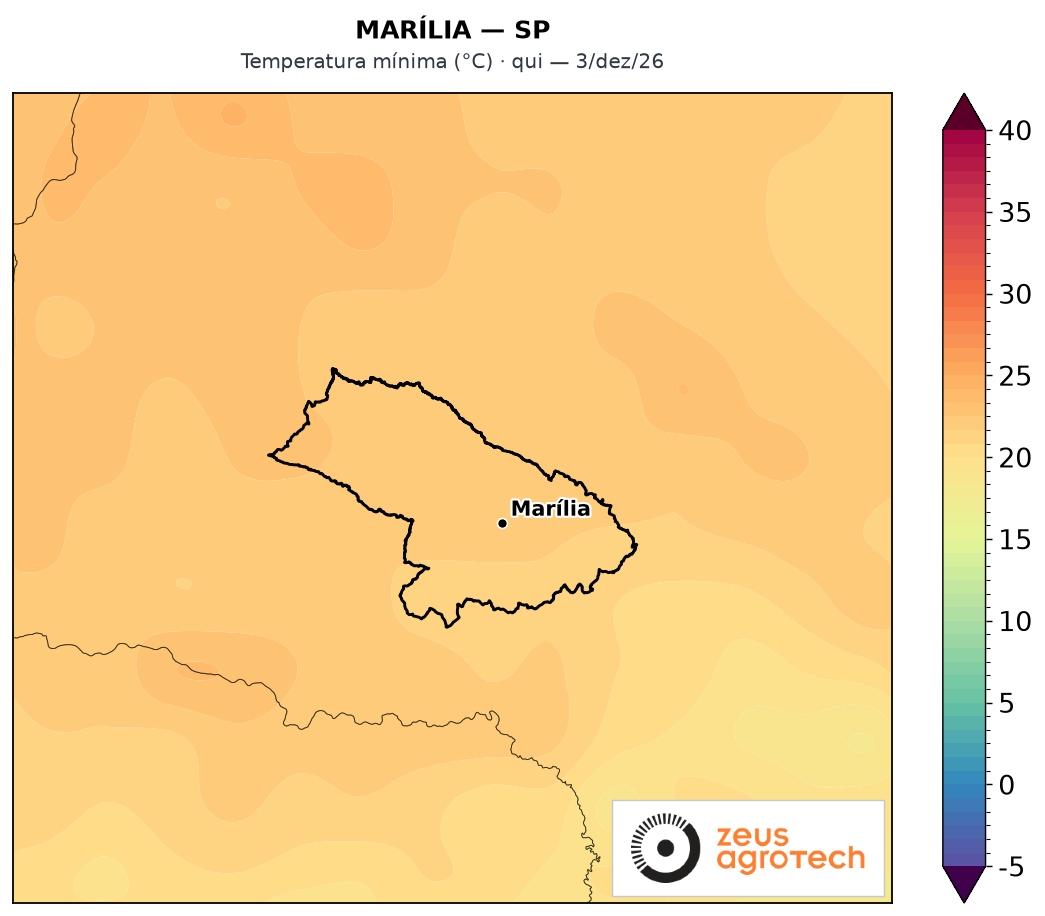 MARÍLIA — SP
Temperatura mínima (°C) · qui — 3/dez/26
Marília
40
35
30
25
20
15
10
5
0
-5
zeus
agrotech